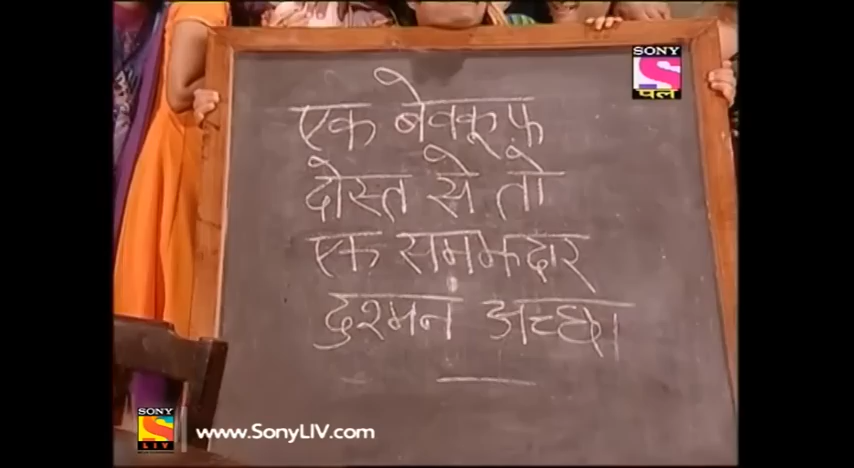 SONY
S
पल
एक बेवकूफ़
दोस्त से तो
एक समझदार
दुश्मन अच्छा
SONY
S
LIV
www.SonyLIV.com